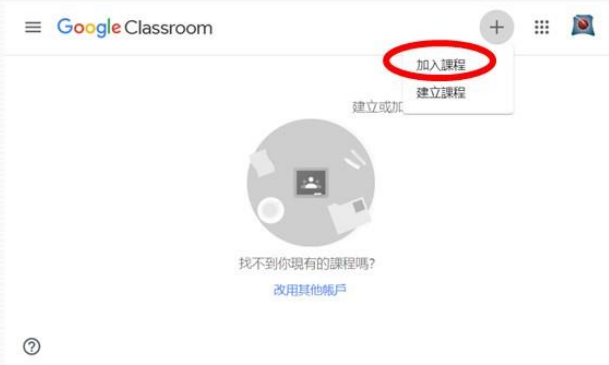 Google Classroom
加入課程
建立課程
建立或加
找不到你現有的課程嗎?
改用其他帳戶